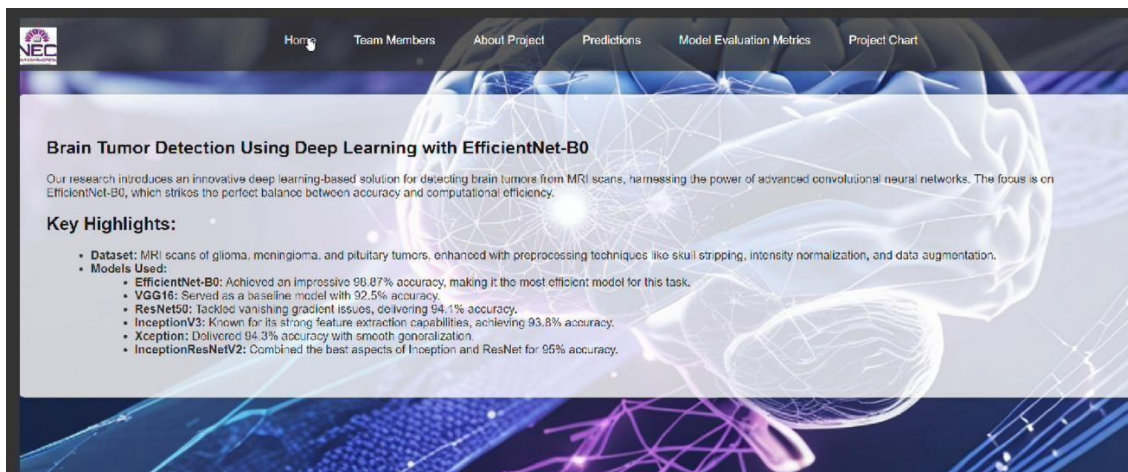 NEC
Home
Team Members
About Project
Predictions
Model Evaluation Metrics
Project Chart
Brain Tumor Detection Using Deep Learning with EfficientNet-B0
Our research introduces an innovative deep learning-based solution for detecting brain tumors from MRI scans, harnessing the power of advanced convolutional neural networks. The focus is on
EfficientNet-B0, which strikes the perfect balance between accuracy and computational efficiency.
Key Highlights:
• Dataset: MRI scans of glioma, meningioma, and pituitary tumors, enhanced with preprocessing techniques like skull stripping, intensity normalization, and data augmentation.
• Models Used:
• EfficientNet-B0: Achieved an impressive 98.87% accuracy, making it the most efficient model for this task.
• VGG16: Served as a baseline model with 92.5% accuracy.
• ResNet50: Tackled vanishing gradient issues, delivering 94.1% accuracy.
• InceptionV3: Known for its strong feature extraction capabilities, achieving 93.8% accuracy.
• Xception: Delivered 94.3% accuracy with smooth generalization.
• InceptionResNetV2: Combined the best aspects of Inception and ResNet for 95% accuracy.